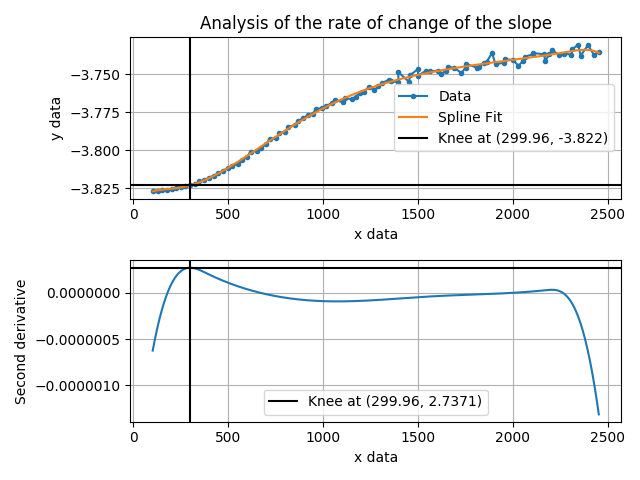 Analysis of the rate of change of the slope
y data
−3.750
−3.775
−3.800
−3.825
Data
Spline Fit
Knee at (299.96, -3.822)
0 500 1000 1500 2000 2500
x data
Second derivative
0.0000000
−0.0000005
−0.0000010
Knee at (299.96, 2.7371)
0 500 1000 1500 2000 2500
x data